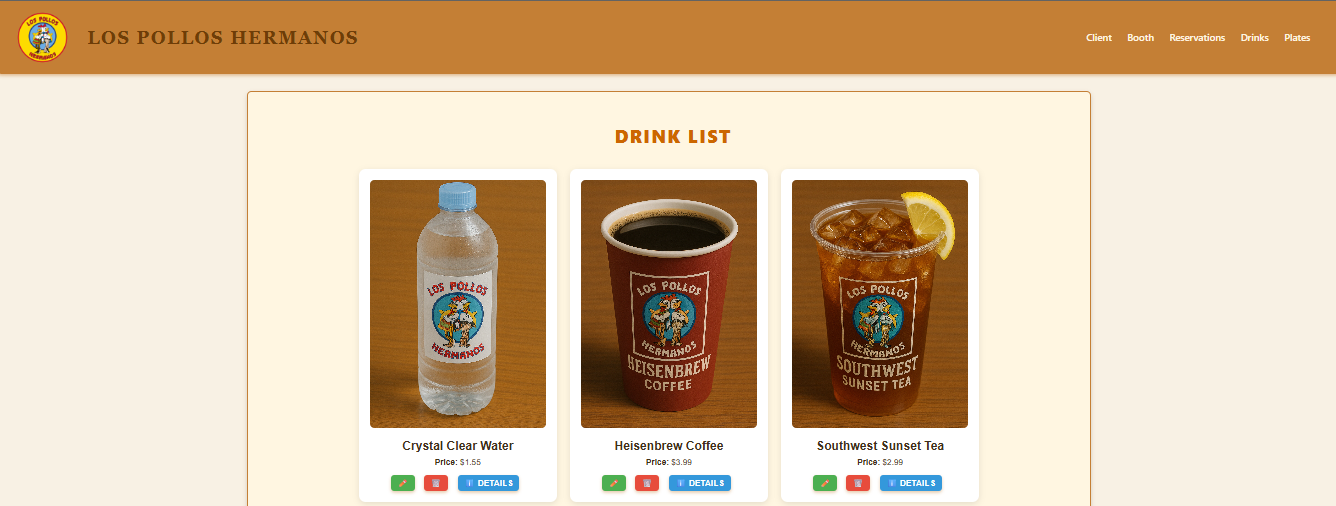 LOS POLLOS
HERMANOS
LOS POLLOS HERMANOS
Client
Booth
Reservations
Drinks
Plates
DRINK LIST
LOS POLLOS
HERMANOS
LOS POLLOS
HERMANOS
HEISENBREW
COFFEE
LOS POLLOS
HERMANOS
SOUTHWEST
SUNSET TEA
Crystal Clear Water
Price: $1.55
DETAILS
Heisenbrew Coffee
Price: $3.99
DETAILS
Southwest Sunset Tea
Price: $2.99
DETAILS